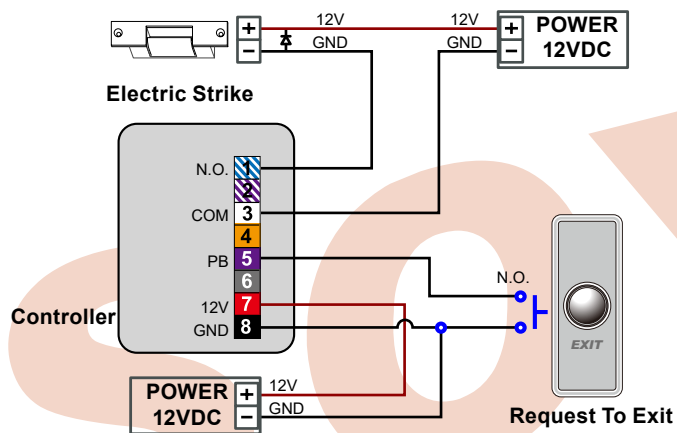 12V
12V
POWER
12VDC
+
−
GND
GND
+
−
Electric Strike
N.O.
1
2
COM
3
4
PB
5
6
12V
7
GND
8
Controller
N.O.
EXIT
POWER
12VDC
+
−
12V
GND
Request To Exit